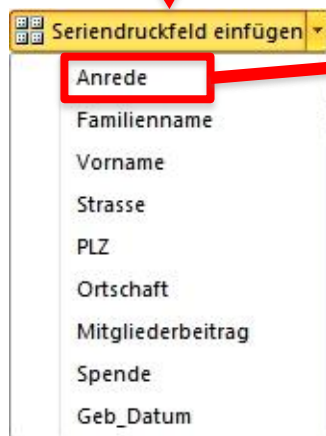 Seriendruckfeld einfügen
Anrede
Familienname
Vorname
Strasse
PLZ
Ortschaft
Mitgliederbeitrag
Spende
Geb_Datum